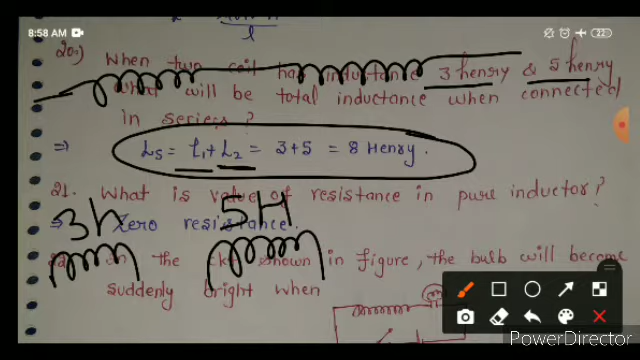 8:58 AM
22
l
20.) When two coil has inductance 3 henry & 5 henry
what will be total inductance when connected
in series?
⇒ Ls = L1 + L2 = 3+5 = 8 Henry.
21. What is value of resistance in pure inductor?
3h 5H
⇒ Zero resistance.
in the ckt shown in figure, the bulb will become
suddenly bright when
PowerDirector